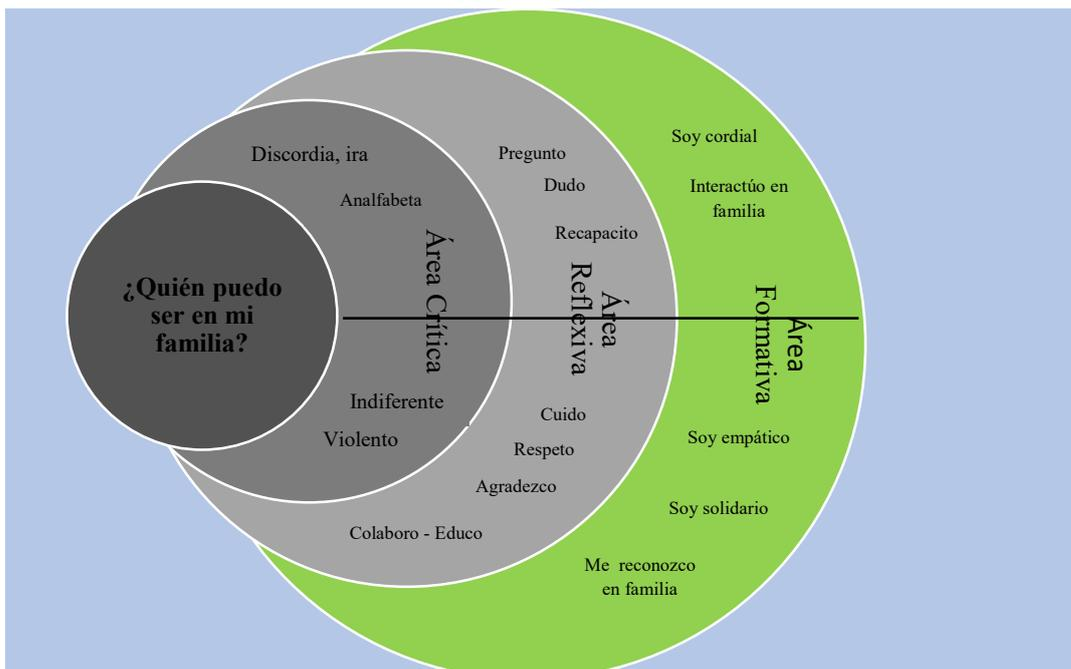 ¿Quién puedo
ser en mi
familia?
Discordia, ira
Analfabeta
Área Crítica
Indiferente
Violento
Pregunto
Dudo
Recapacito
Área
Reflexiva
Cuido
Respeto
Agradezco
Colaboro - Educo
Soy cordial
Interactúo en
familia
Área
Formativa
Soy empático
Soy solidario
Me reconozco
en familia